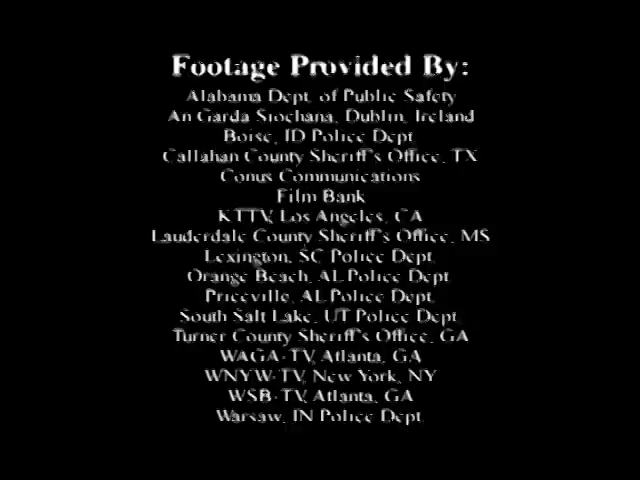 Footage Provided By:
Alabama Dept. of Public Safety
An Garda Siochana, Dublin, Ireland
Boise, ID Police Dept.
Callahan County Sheriff's Office, TX
Conus Communications
Film Bank
KTTV, Los Angeles, CA
Lauderdale County Sheriff's Office, MS
Lexington, SC Police Dept.
Orange Beach, AL Police Dept.
Priceville, AL Police Dept.
South Salt Lake, UT Police Dept.
Turner County Sheriff's Office, GA
WAGA-TV, Atlanta, GA
WNYW-TV, New York, NY
WSB-TV, Atlanta, GA
Warsaw, IN Police Dept.